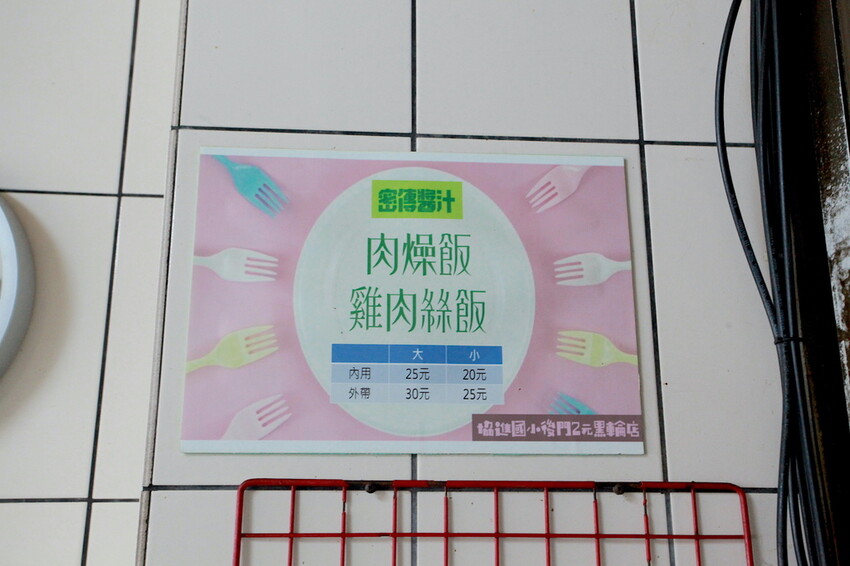 密傳醬汁
肉燥飯
雞肉絲飯
大 小
內用 25元 20元
外帶 30元 25元
協進國小後門2元黑輪店